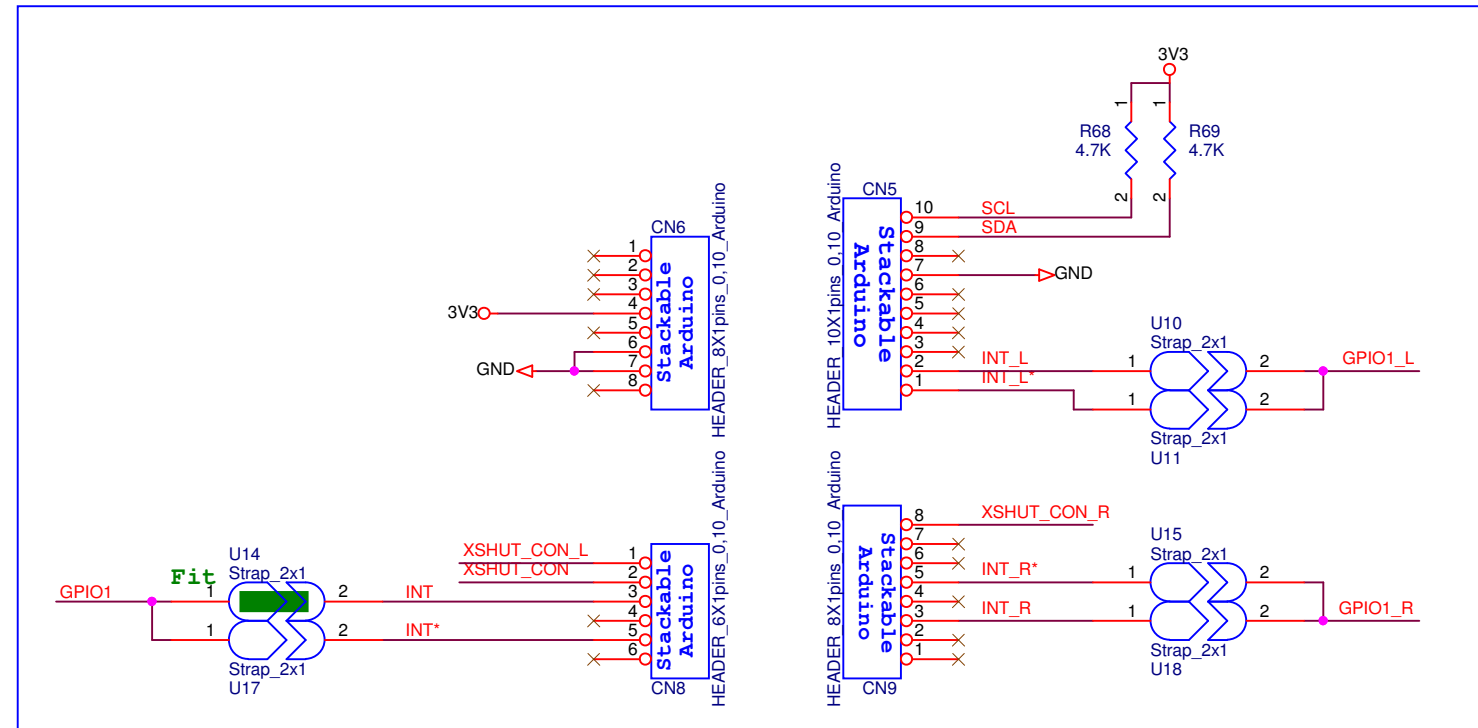 3V3
1
1
R68
4.7K
R69
4.7K
2
2
CN6
1
2
3
4
5
6
7
8
3V3
GND
Stackable
Arduino
HEADER_8X1pins_0,10_Arduino
CN5
10
9
8
7
6
5
4
3
2
1
SCL
SDA
GND
INT_L
INT_L*
Stackable
Arduino
HEADER_10X1pins_0,10_Arduino
U10
Strap_2x1
1
2
GPIO1_L
1
2
Strap_2x1
U11
U14
Strap_2x1
Fit
GPIO1
1
2
INT
1
2
INT*
Strap_2x1
U17
XSHUT_CON_L
XSHUT_CON
1
2
3
4
5
6
Stackable
Arduino
CN8
HEADER_6X1pins_0,10_Arduino
HEADER_8X1pins_0,10_Arduino
Stackable
Arduino
CN9
8
7
6
5
4
3
2
1
XSHUT_CON_R
INT_R*
INT_R
U15
Strap_2x1
1
2
1
2
GPIO1_R
Strap_2x1
U18